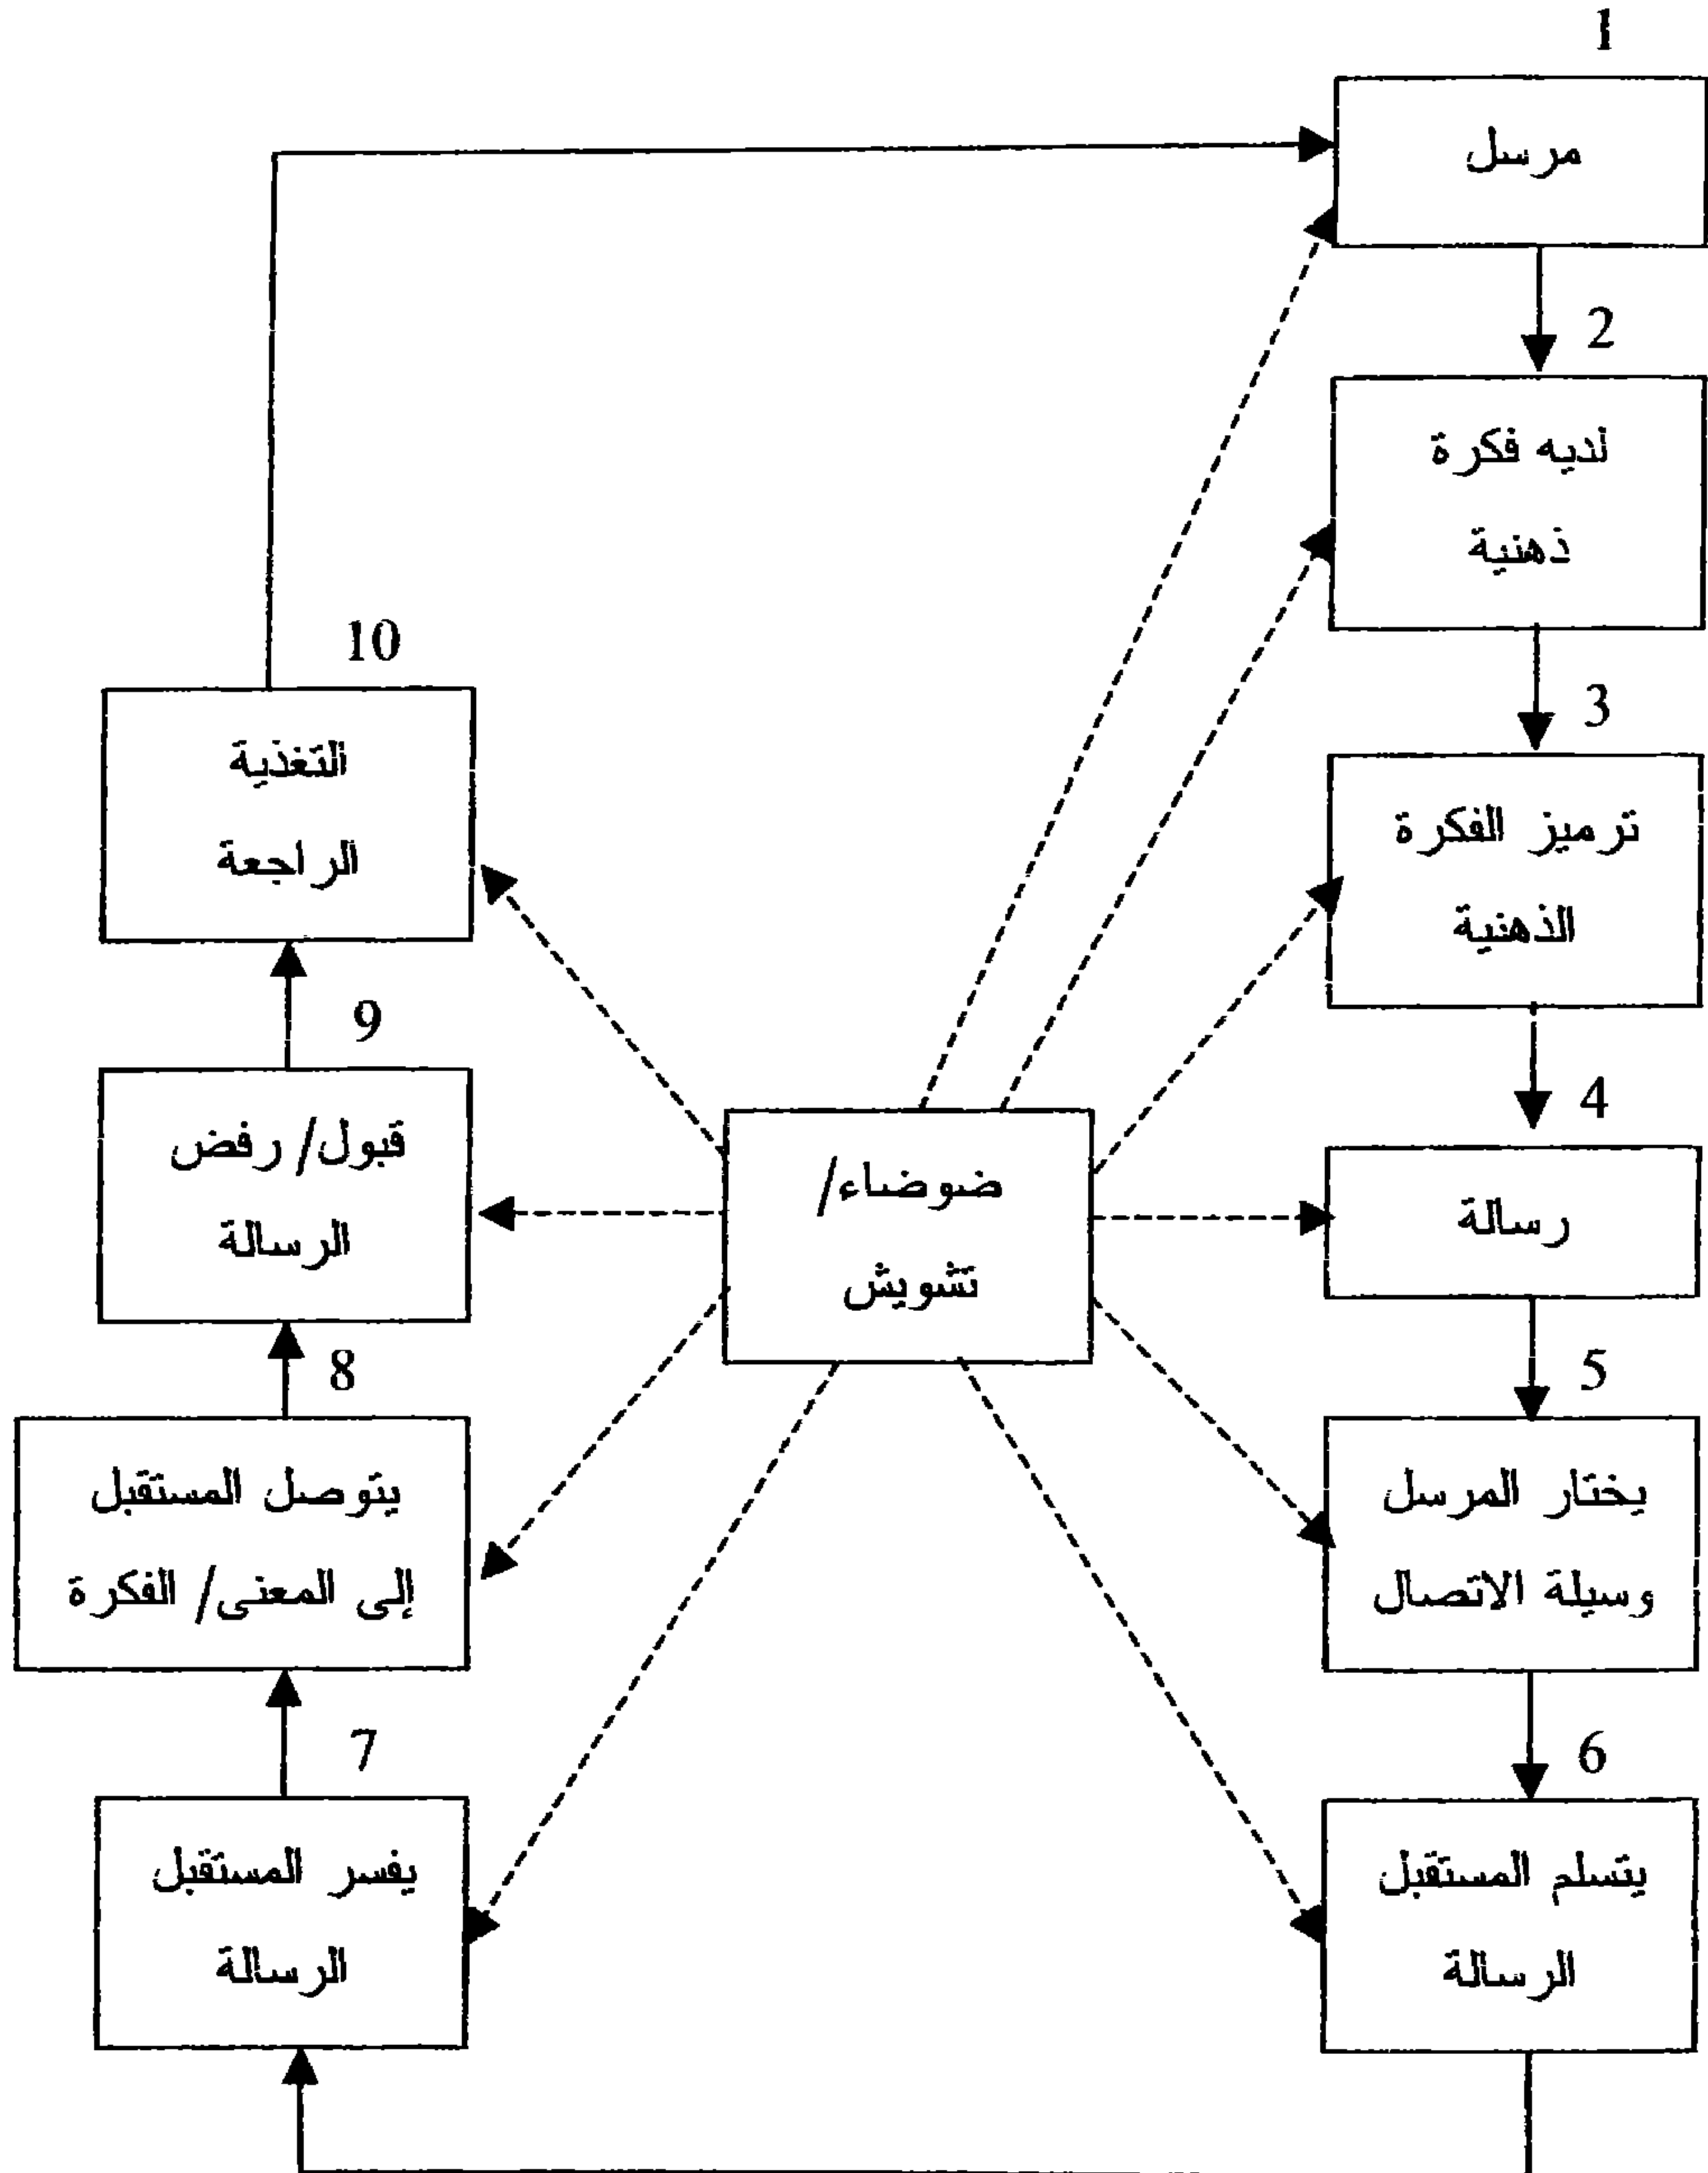 1
مرسل
2
لديه فكرة
ذهنية
3
ترميز الفكرة
الذهنية
4
رسالة
5
يختار المرسل
وسيلة الاتصال
6
يتسلم المستقبل
الرسالة
7
يفسر المستقبل
الرسالة
8
يتوصل المستقبل
إلى المعنى/ الفكرة
9
قبول/ رفض
الرسالة
10
التغذية
الراجعة
ضوضاء/
تشويش